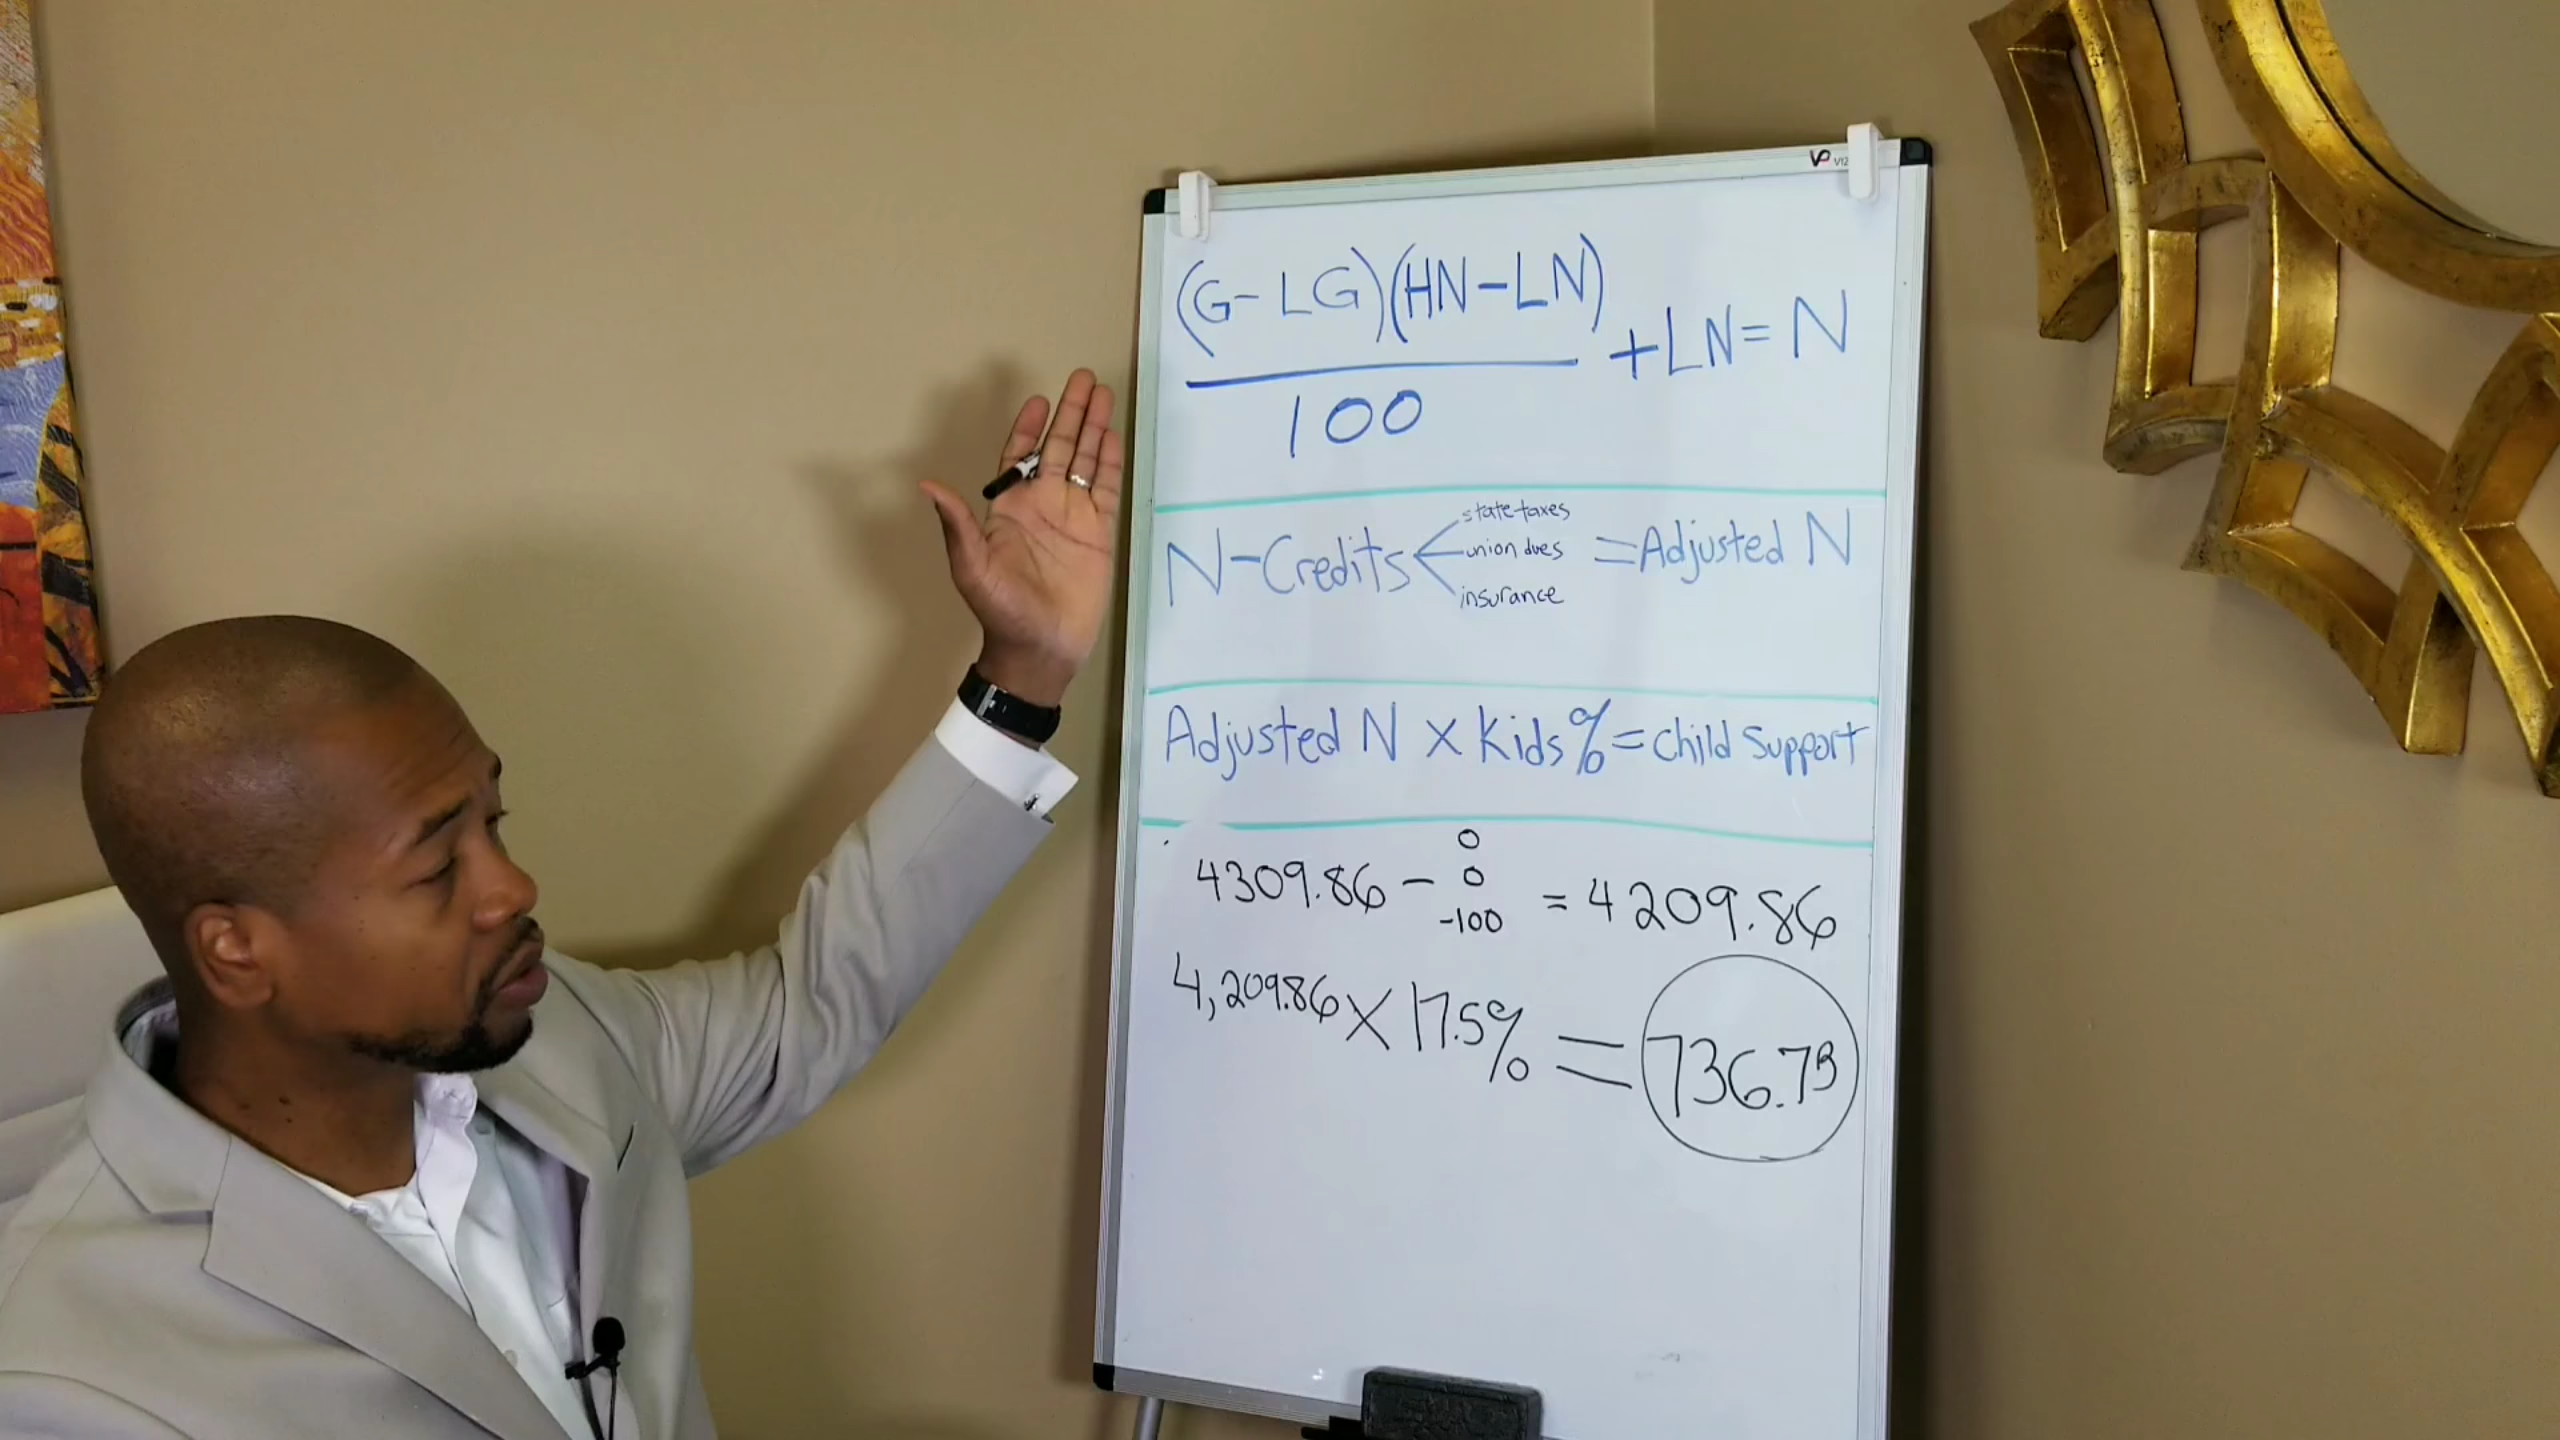 (G-LG)(HN-LN)
+LN=N
100
state taxes
N-Credits union dues =Adjusted N
insurance
Adjusted N x Kids%=Child Support
0
4309.86 - 0 = 4209.86
-100
4,209.86 X 17.5% = 736.73